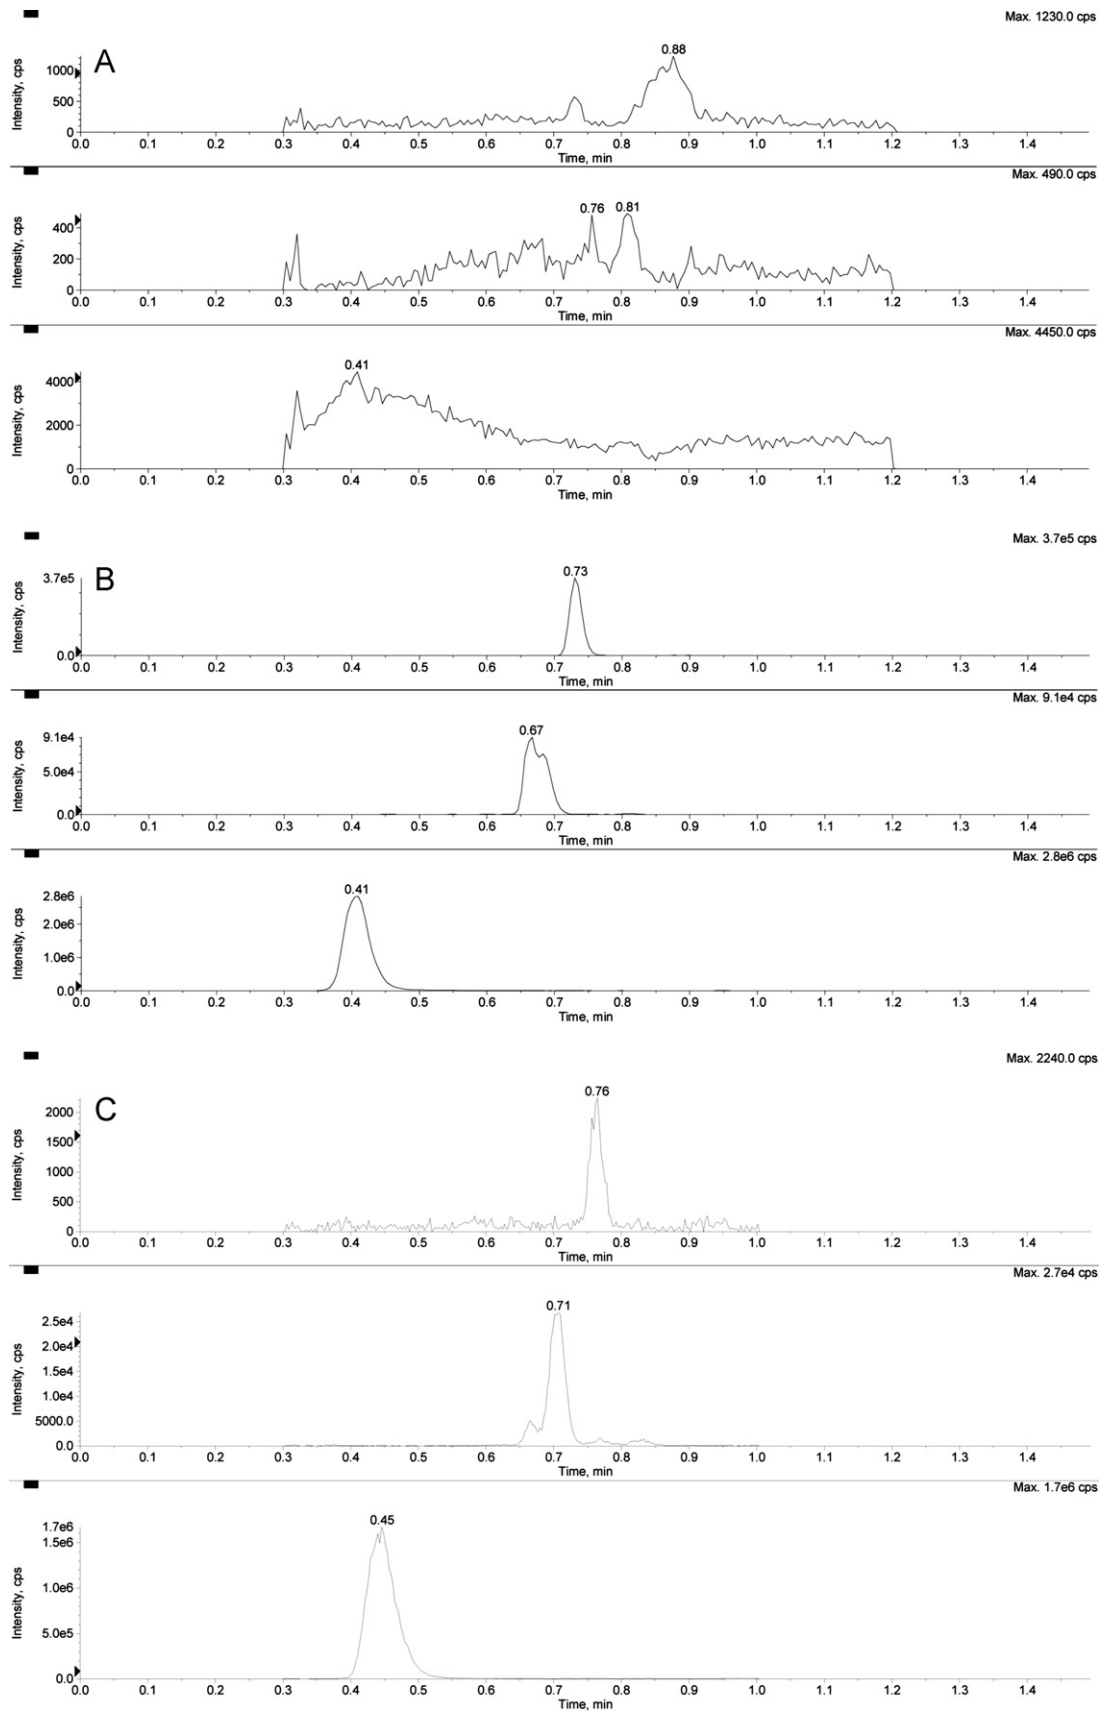 Max. 1230.0 cps
A
0.88
Intensity, cps
1000
500
0
0.0 0.1 0.2 0.3 0.4 0.5 0.6 0.7 0.8 0.9 1.0 1.1 1.2 1.3 1.4
Time, min
Max. 490.0 cps
0.76 0.81
Intensity, cps
400
200
0
0.0 0.1 0.2 0.3 0.4 0.5 0.6 0.7 0.8 0.9 1.0 1.1 1.2 1.3 1.4
Time, min
Max. 4450.0 cps
0.41
Intensity, cps
4000
2000
0
0.0 0.1 0.2 0.3 0.4 0.5 0.6 0.7 0.8 0.9 1.0 1.1 1.2 1.3 1.4
Time, min
Max. 3.7e5 cps
B
0.73
Intensity, cps
3.7e5
0.0
0.0 0.1 0.2 0.3 0.4 0.5 0.6 0.7 0.8 0.9 1.0 1.1 1.2 1.3 1.4
Time, min
Max. 9.1e4 cps
0.67
Intensity, cps
9.1e4
5.0e4
0.0
0.0 0.1 0.2 0.3 0.4 0.5 0.6 0.7 0.8 0.9 1.0 1.1 1.2 1.3 1.4
Time, min
Max. 2.8e6 cps
0.41
Intensity, cps
2.8e6
2.0e6
1.0e6
0.0
0.0 0.1 0.2 0.3 0.4 0.5 0.6 0.7 0.8 0.9 1.0 1.1 1.2 1.3 1.4
Time, min
Max. 2240.0 cps
C
0.76
Intensity, cps
2000
1500
1000
500
0
0.0 0.1 0.2 0.3 0.4 0.5 0.6 0.7 0.8 0.9 1.0 1.1 1.2 1.3 1.4
Time, min
Max. 2.7e4 cps
0.71
Intensity, cps
2.5e4
2.0e4
1.5e4
1.0e4
5000.0
0.0
0.0 0.1 0.2 0.3 0.4 0.5 0.6 0.7 0.8 0.9 1.0 1.1 1.2 1.3 1.4
Time, min
Max. 1.7e6 cps
0.45
Intensity, cps
1.7e6
1.5e6
1.0e6
5.0e5
0.0
0.0 0.1 0.2 0.3 0.4 0.5 0.6 0.7 0.8 0.9 1.0 1.1 1.2 1.3 1.4
Time, min